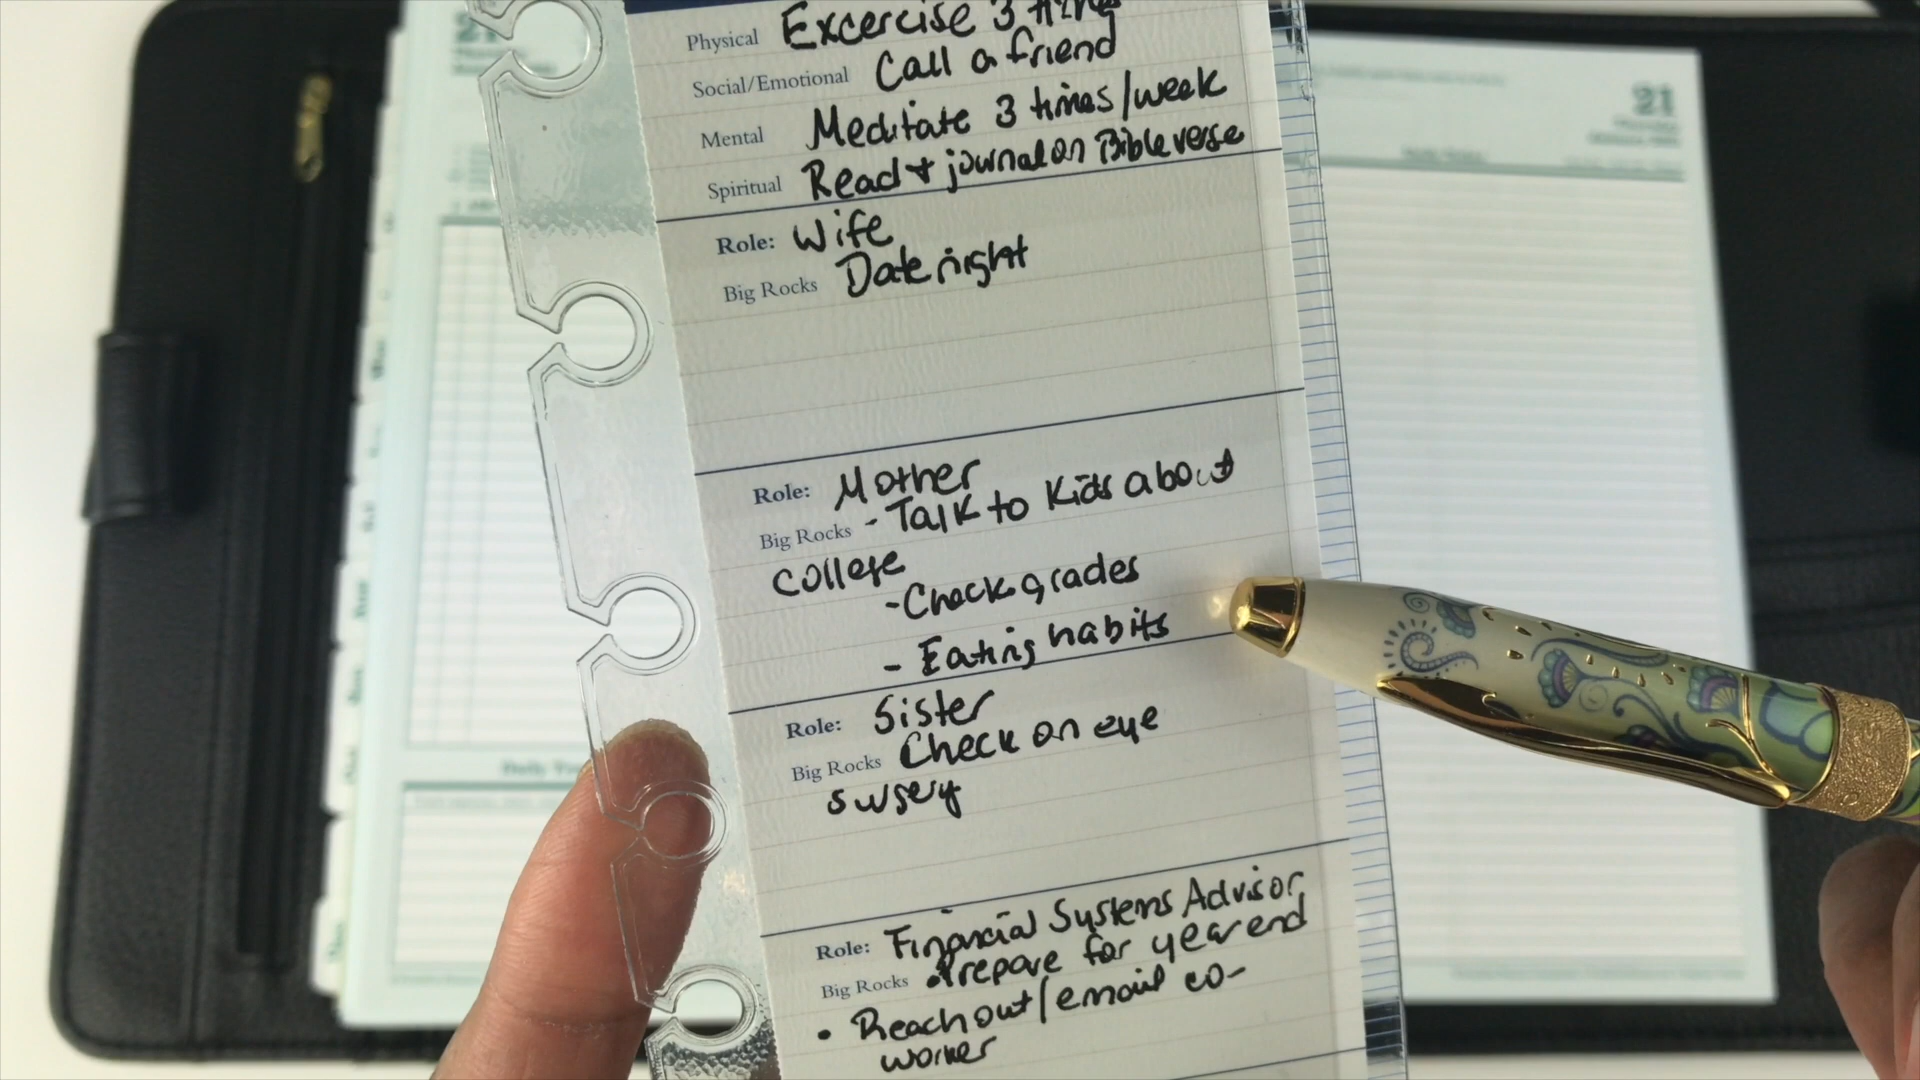 Physical Excercise 3 times
Social/Emotional Call a friend
Mental Meditate 3 times/week
Spiritual Read + journal on Bible verse
Role: Wife
Big Rocks Date night
Role: Mother
Big Rocks - Talk to Kids about
college
- Check grades
- Eating habits
Role: Sister
Big Rocks Check on eye
surgery
Role: Financial Systems Advisor
Big Rocks • Prepare for year end
• Reach out/email co-
worker
21